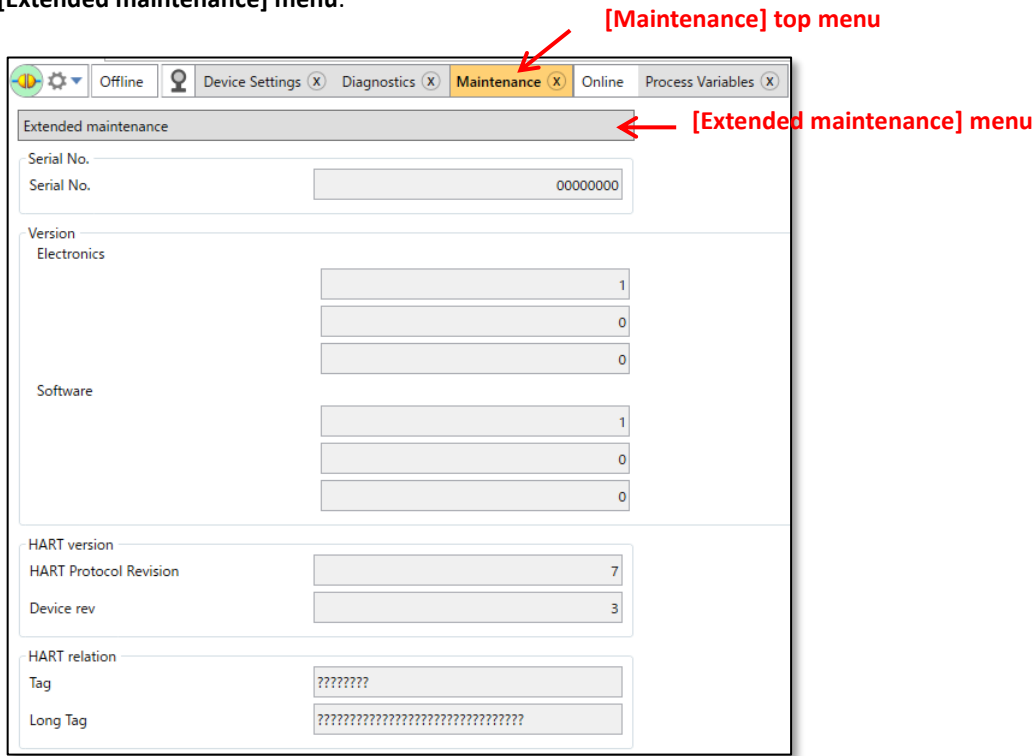 [Extended maintenance] menu.
[Maintenance] top menu
Offline Device Settings X Diagnostics X Maintenance X Online Process Variables X
Extended maintenance
[Extended maintenance] menu
Serial No.
Serial No. 00000000
Version
Electronics
1
0
0
Software
1
0
0
HART version
HART Protocol Revision 7
Device rev 3
HART relation
Tag ????????
Long Tag ????????????????????????????????